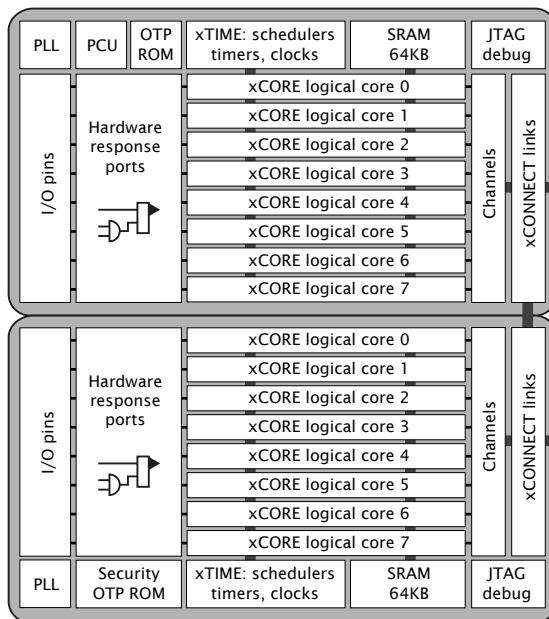 PLL
PCU
OTP
ROM
xTIME: schedulers
timers, clocks
SRAM
64KB
JTAG
debug
I/O pins
Hardware
response
ports
xCORE logical core 0
xCORE logical core 1
xCORE logical core 2
xCORE logical core 3
xCORE logical core 4
xCORE logical core 5
xCORE logical core 6
xCORE logical core 7
Channels
xCONNECT links
I/O pins
Hardware
response
ports
xCORE logical core 0
xCORE logical core 1
xCORE logical core 2
xCORE logical core 3
xCORE logical core 4
xCORE logical core 5
xCORE logical core 6
xCORE logical core 7
Channels
xCONNECT links
PLL
Security
OTP ROM
xTIME: schedulers
timers, clocks
SRAM
64KB
JTAG
debug